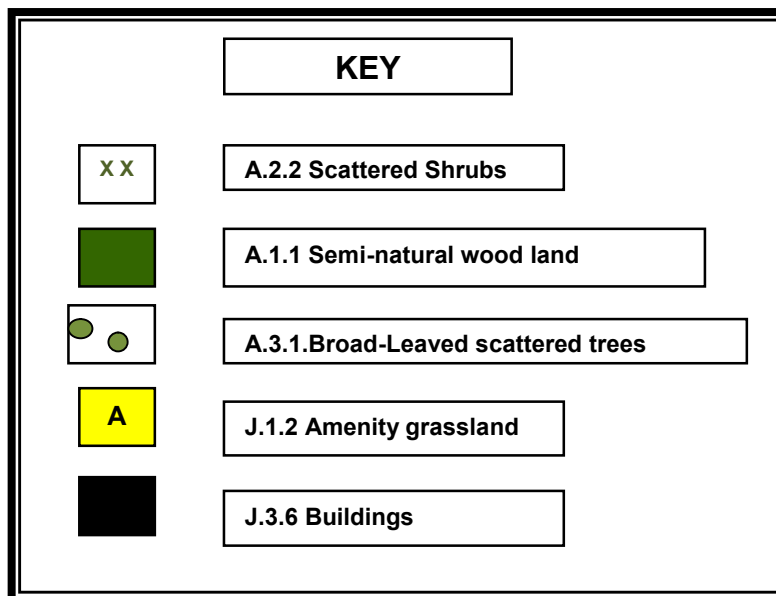 KEY
X X
A.2.2 Scattered Shrubs
A.1.1 Semi-natural wood land
A.3.1.Broad-Leaved scattered trees
A
J.1.2 Amenity grassland
J.3.6 Buildings